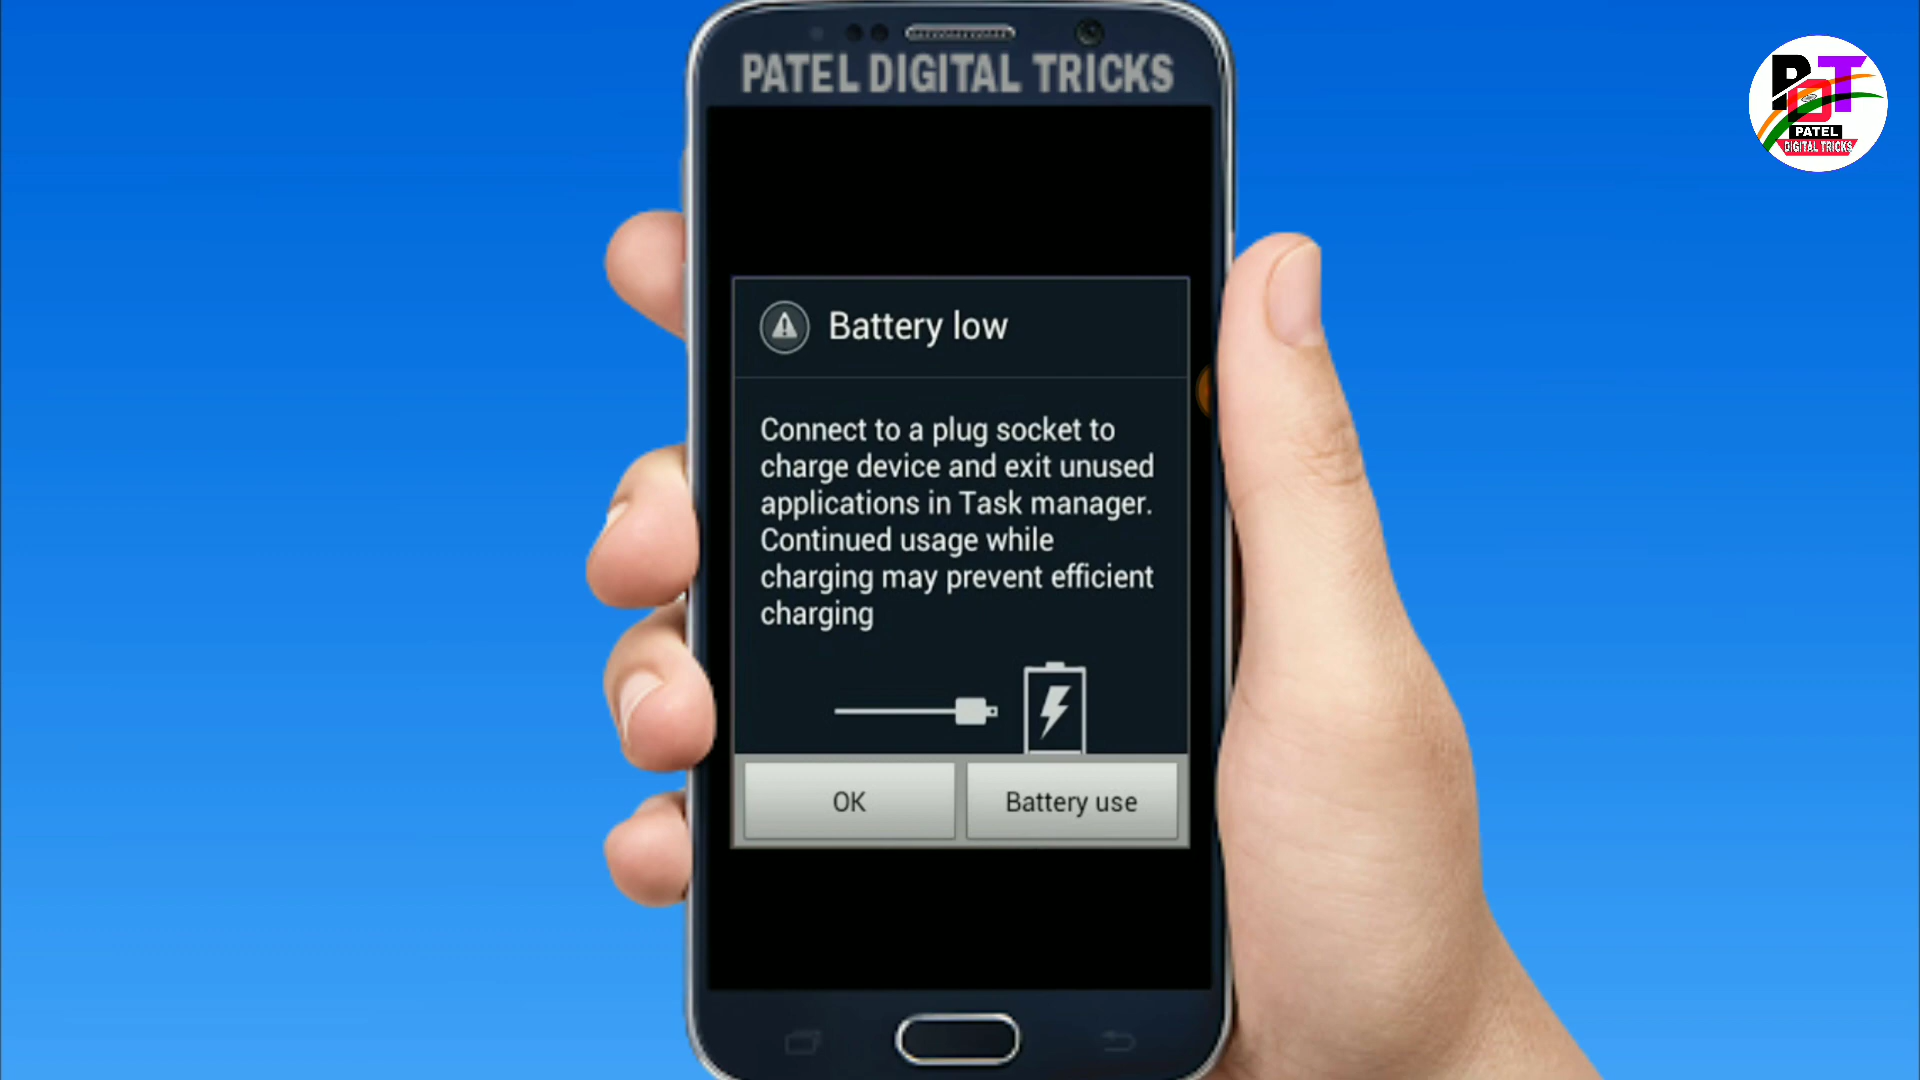 PATEL DIGITAL TRICKS
PDT
PATEL
DIGITAL TRICKS
Battery low
Connect to a plug socket to
charge device and exit unused
applications in Task manager.
Continued usage while
charging may prevent efficient
charging
OK
Battery use